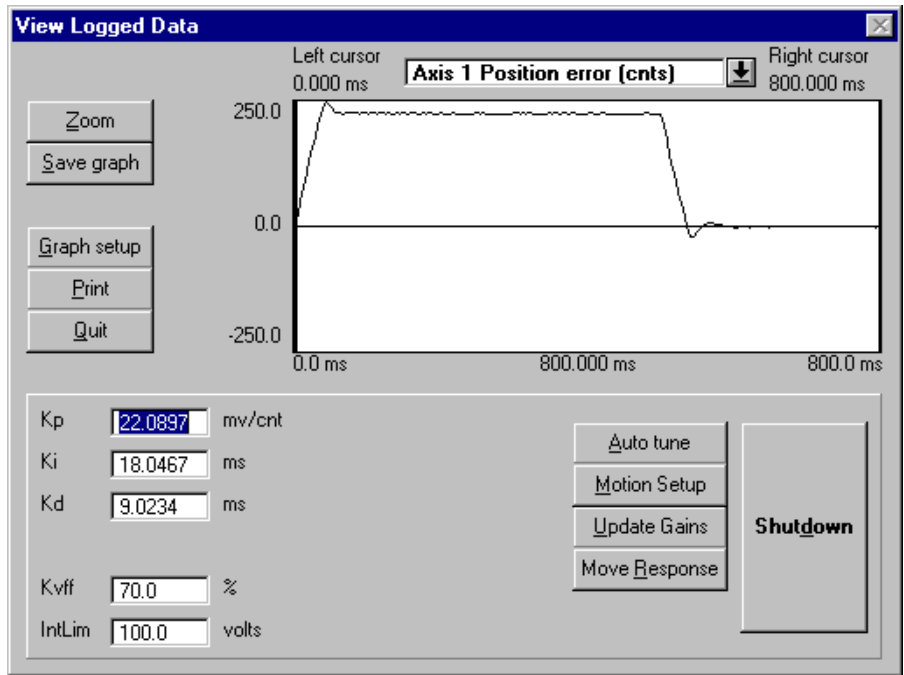 View Logged Data
Left cursor
0.000 ms
Axis 1 Position error (cnts)
Right cursor
800.000 ms
Zoom
Save graph
Graph setup
Print
Quit
250.0
0.0
-250.0
0.0 ms 800.000 ms 800.0 ms
Kp 22.0897 mv/cnt
Ki 18.0467 ms
Kd 9.0234 ms
Kvff 70.0 %
IntLim 100.0 volts
Auto tune
Motion Setup
Update Gains
Move Response
Shutdown